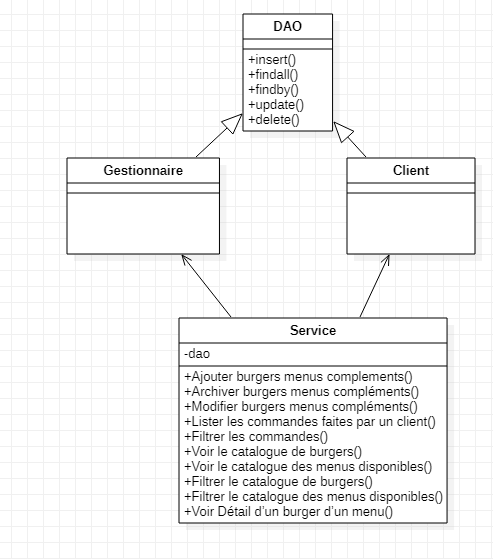 DAO
+insert()
+findall()
+findby()
+update()
+delete()
Gestionnaire
Client
Service
-dao
+Ajouter burgers menus complements()
+Archiver burgers menus compléments()
+Modifier burgers menus compléments()
+Lister les commandes faites par un client()
+Filtrer les commandes()
+Voir le catalogue de burgers()
+Voir le catalogue des menus disponibles()
+Filtrer le catalogue de burgers()
+Filtrer le catalogue des menus disponibles()
+Voir Détail d'un burger d'un menu()